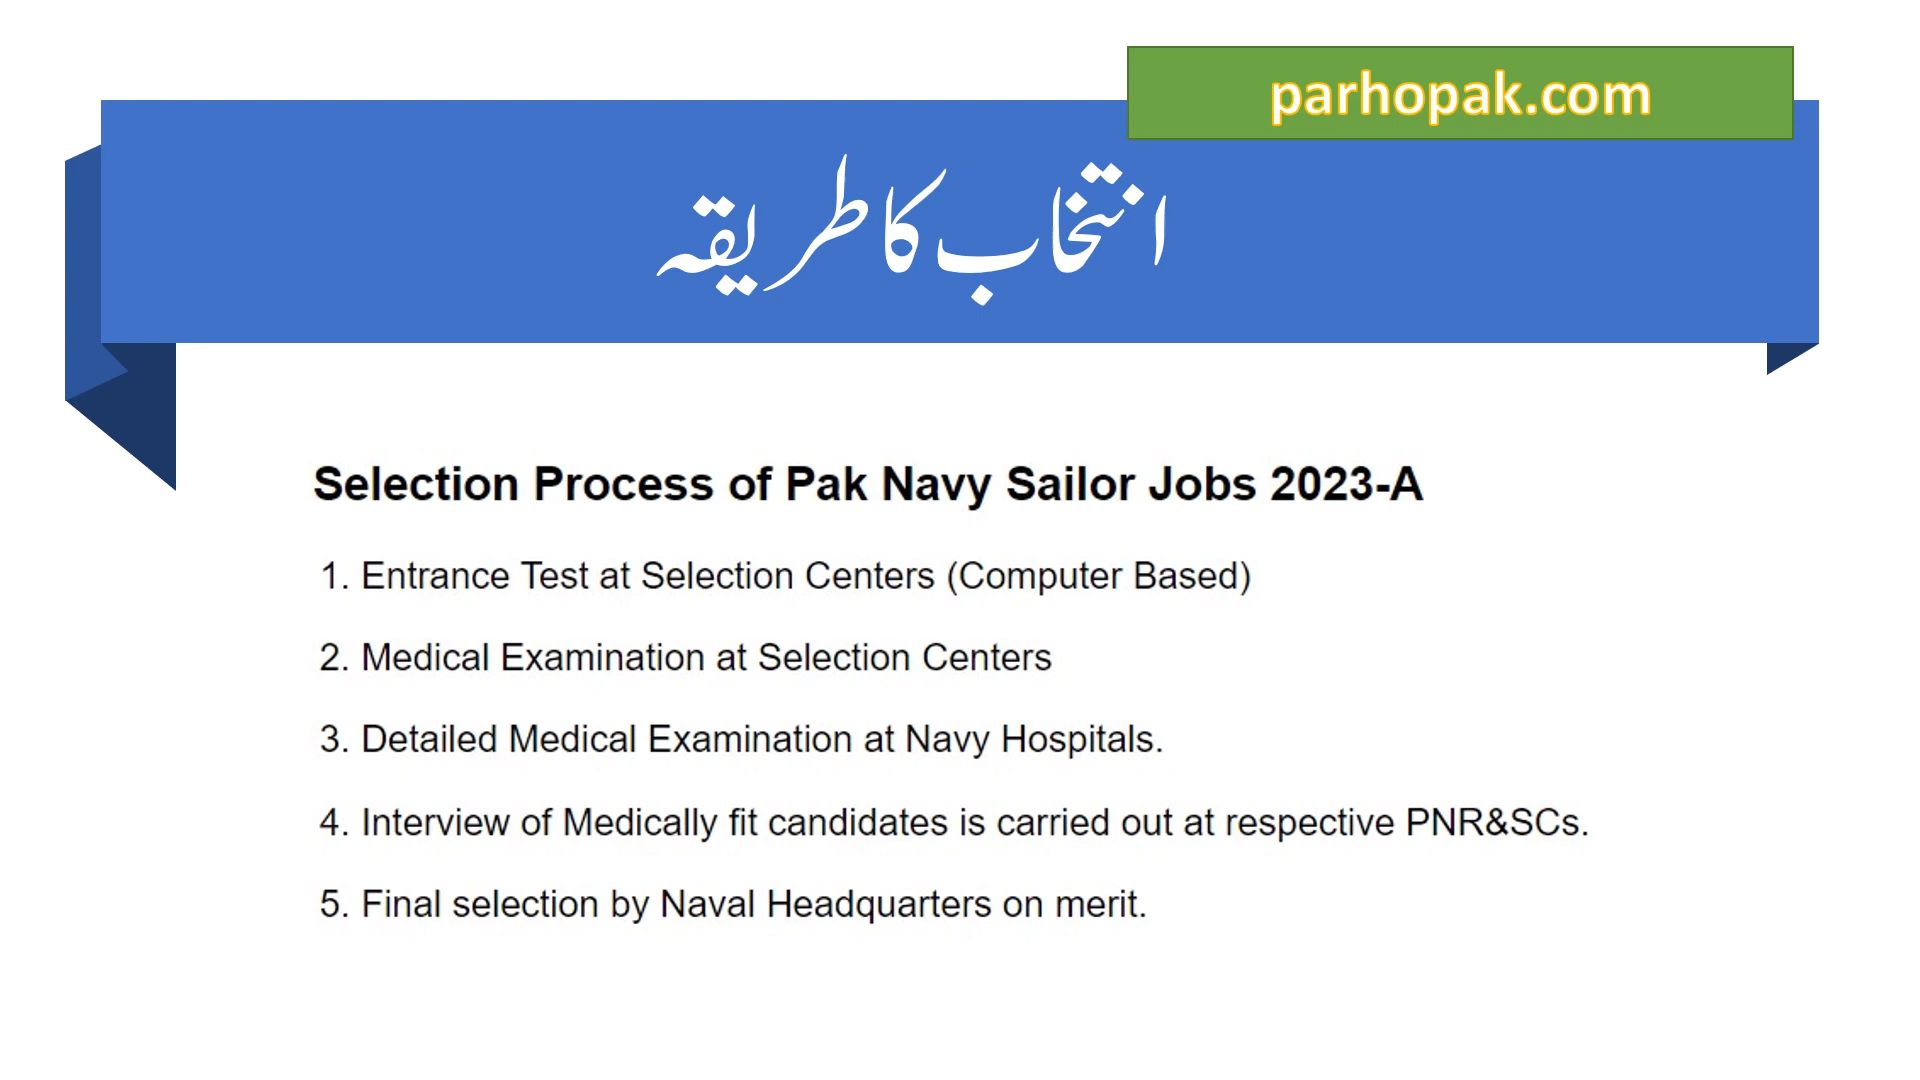 parhopak.com
انتخاب کا طریقہ
Selection Process of Pak Navy Sailor Jobs 2023-A
1. Entrance Test at Selection Centers (Computer Based)
2. Medical Examination at Selection Centers
3. Detailed Medical Examination at Navy Hospitals.
4. Interview of Medically fit candidates is carried out at respective PNR&SCs.
5. Final selection by Naval Headquarters on merit.